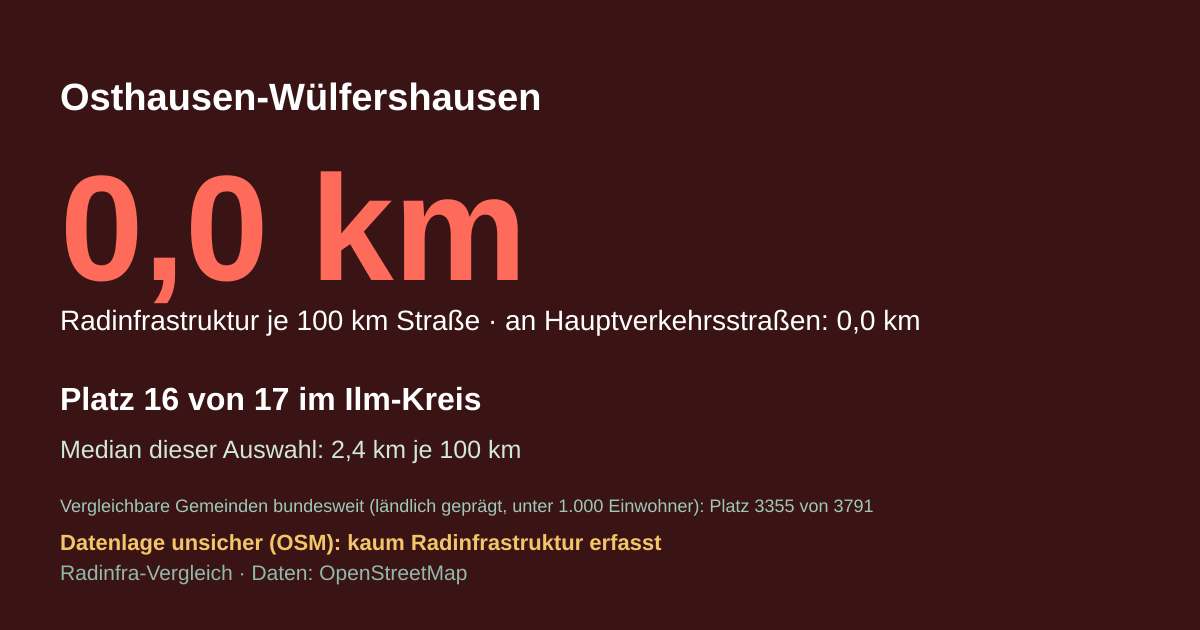 Osthausen-Wülfershausen
0,0 km
Radinfrastruktur je 100 km Straße · an Hauptverkehrsstraßen: 0,0 km
Platz 16 von 17 im Ilm-Kreis
Median dieser Auswahl: 2,4 km je 100 km
Vergleichbare Gemeinden bundesweit (ländlich geprägt, unter 1.000 Einwohner): Platz 3355 von 3791
Datenlage unsicher (OSM): kaum Radinfrastruktur erfasst
Radinfra-Vergleich · Daten: OpenStreetMap